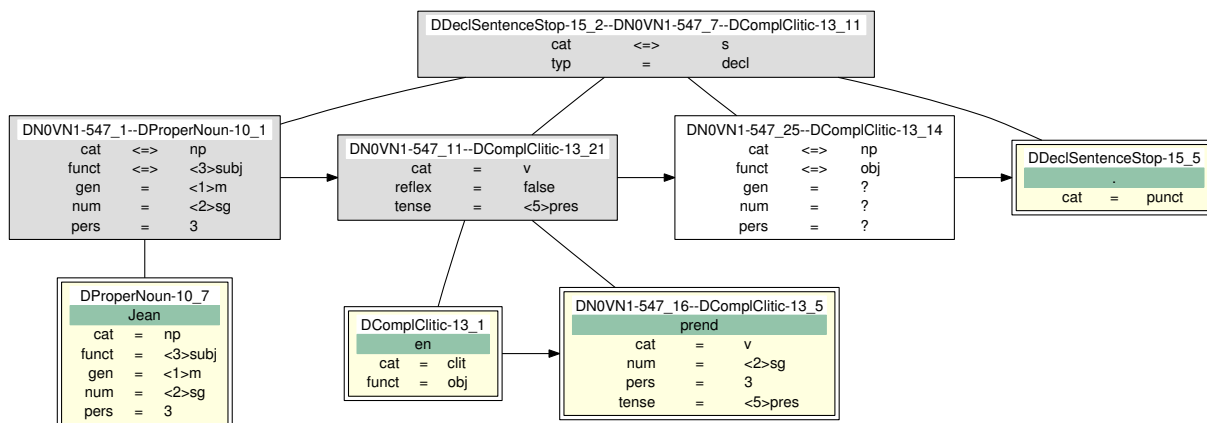 DDeclSentenceStop-15_2--DN0VN1-547_7--DComplClitic-13_11
cat <=> s
typ = decl
DN0VN1-547_1--DProperNoun-10_1
cat <=> np
funct <=> <3>subj
gen = <1>m
num = <2>sg
pers = 3
DN0VN1-547_11--DComplClitic-13_21
cat = v
reflex = false
tense = <5>pres
DN0VN1-547_25--DComplClitic-13_14
cat <=> np
funct <=> obj
gen = ?
num = ?
pers = ?
DDeclSentenceStop-15_5
.
cat = punct
DProperNoun-10_7
Jean
cat = np
funct = <3>subj
gen = <1>m
num = <2>sg
pers = 3
DComplClitic-13_1
en
cat = clit
funct = obj
DN0VN1-547_16--DComplClitic-13_5
prend
cat = v
num = <2>sg
pers = 3
tense = <5>pres